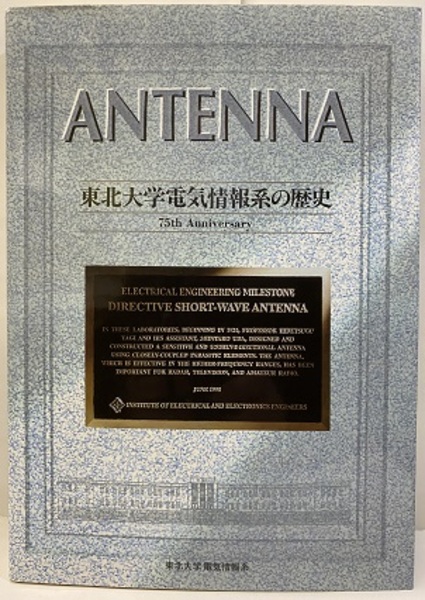 ANTENNA
東北大学電気情報系の歴史
75th Anniversary
ELECTRICAL ENGINEERING MILESTONE
DIRECTIVE SHORT-WAVE ANTENNA
IN THESE LABORATORIES, BEGINNING IN 1924, PROFESSOR HIDETSUGU
YAGI AND HIS ASSISTANT, SHINTARO UDA, DESIGNED AND
CONSTRUCTED A SENSITIVE AND DIRECTIONAL ANTENNA
USING CLOSELY-COUPLED PARASITIC ELEMENTS. THE ANTENNA,
WHICH IS EFFECTIVE IN THE HIGHER-FREQUENCY RANGES, HAS BEEN
IMPORTANT FOR RADAR, TELEVISION, AND AMATEUR RADIO.
JUNE 1995
INSTITUTE OF ELECTRICAL AND ELECTRONICS ENGINEERS
東北大学電気情報系